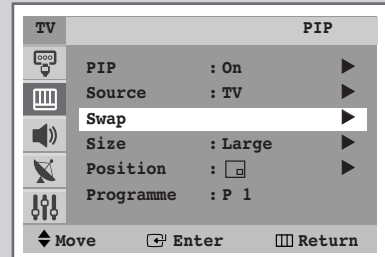 TV PIP
PIP : On
Source : TV
Swap
Size : Large
Position :
Programme : P 1
Move Enter Return